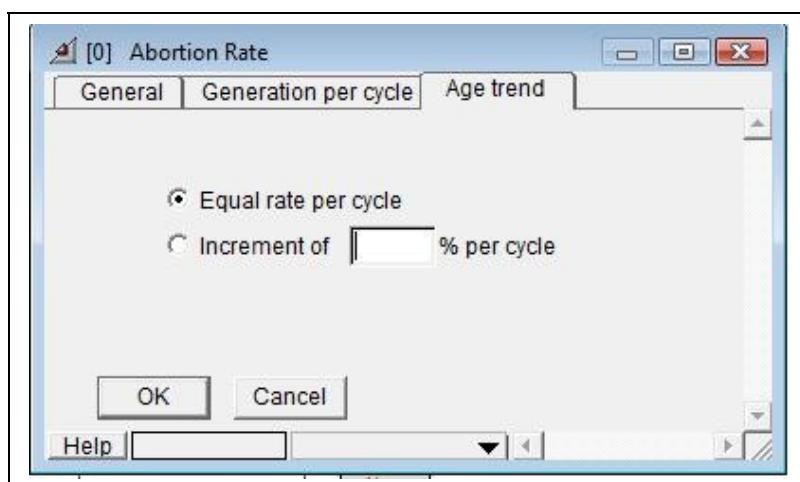 [0] Abortion Rate
General Generation per cycle Age trend
Equal rate per cycle
Increment of % per cycle
OK Cancel
Help